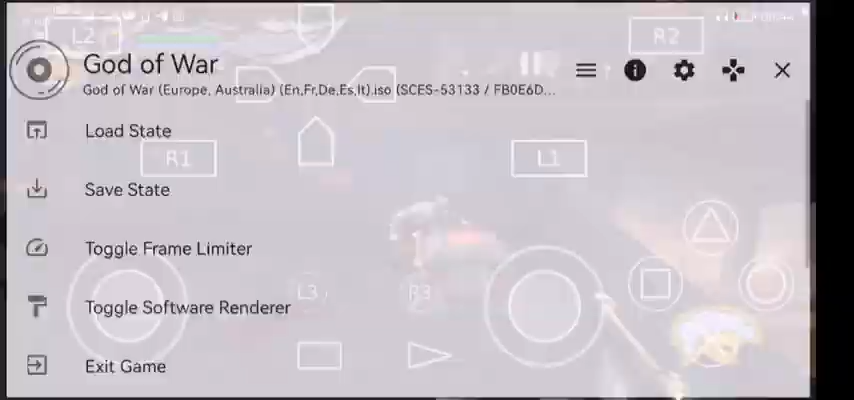 L2
R2
God of War
God of War (Europe, Australia) (En,Fr,De,Es,It).iso (SCES-53133 / FB0E6D...
Load State
R1
L1
Save State
Toggle Frame Limiter
L3
R3
Toggle Software Renderer
Exit Game